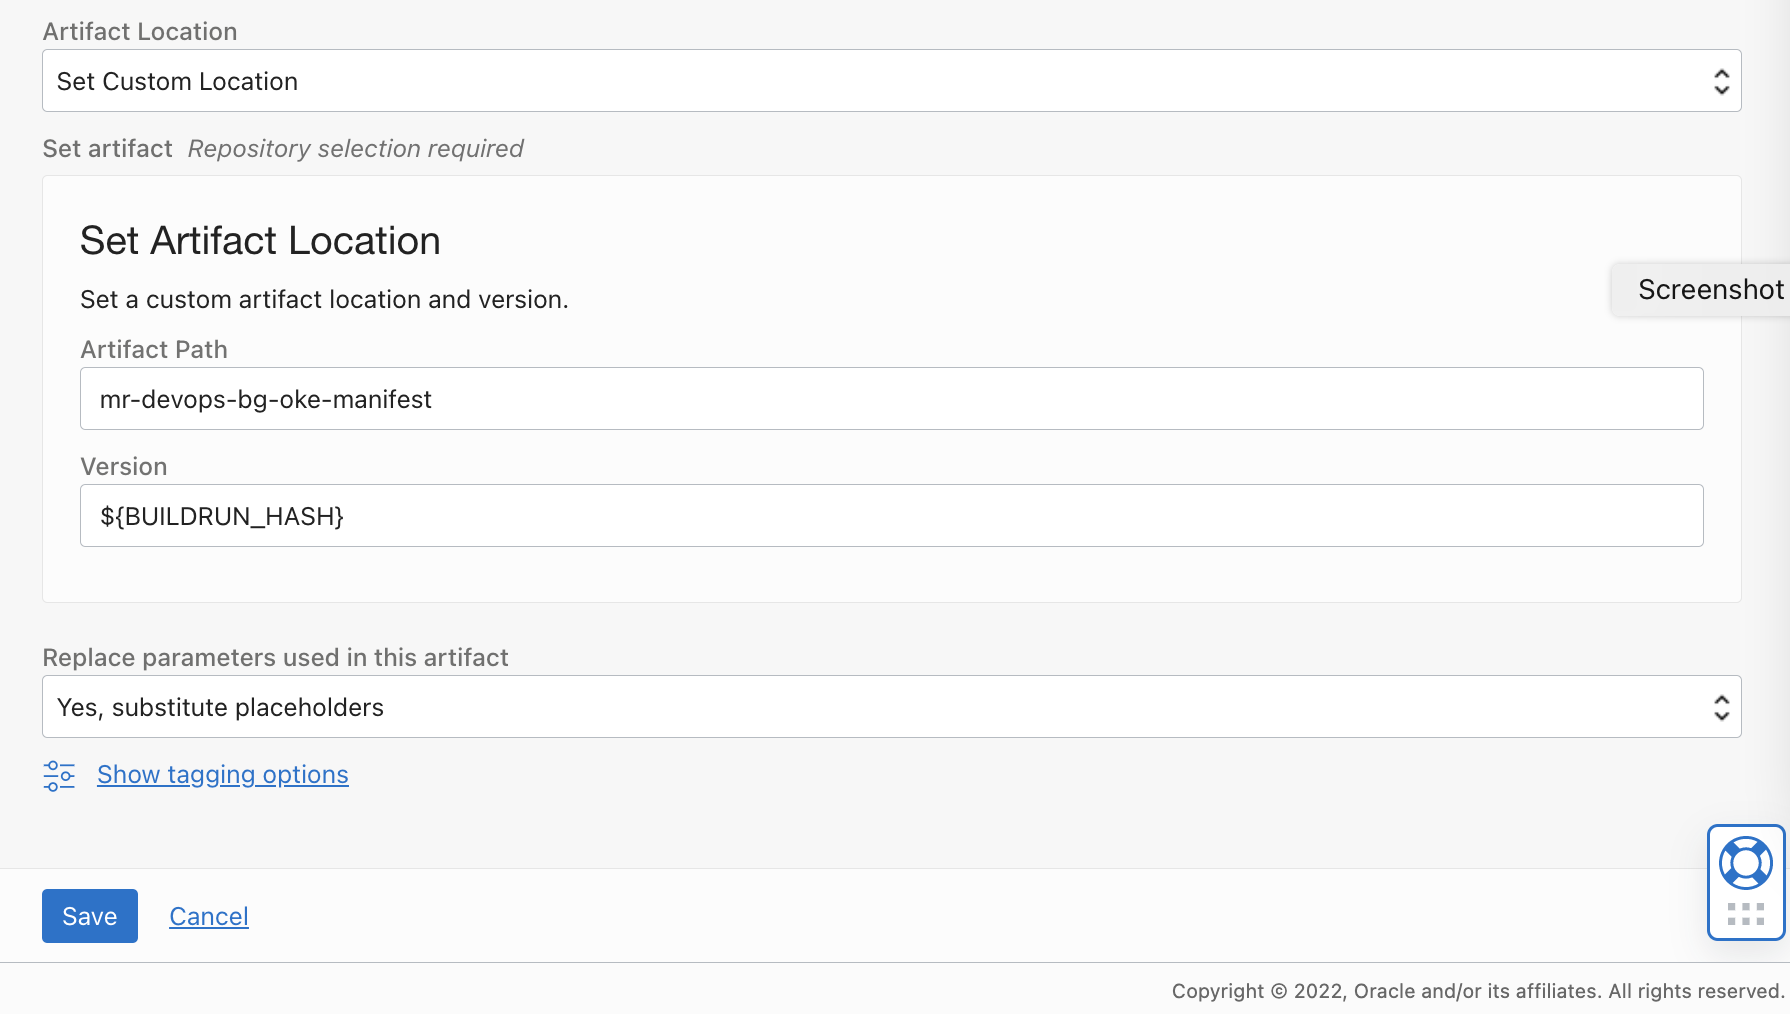 Artifact Location
Set Custom Location
Set artifact Repository selection required
Set Artifact Location
Set a custom artifact location and version.
Screenshot
Artifact Path
mr-devops-bg-oke-manifest
Version
${BUILDRUN_HASH}
Replace parameters used in this artifact
Yes, substitute placeholders
Show tagging options
Save Cancel
Copyright © 2022, Oracle and/or its affiliates. All rights reserved.